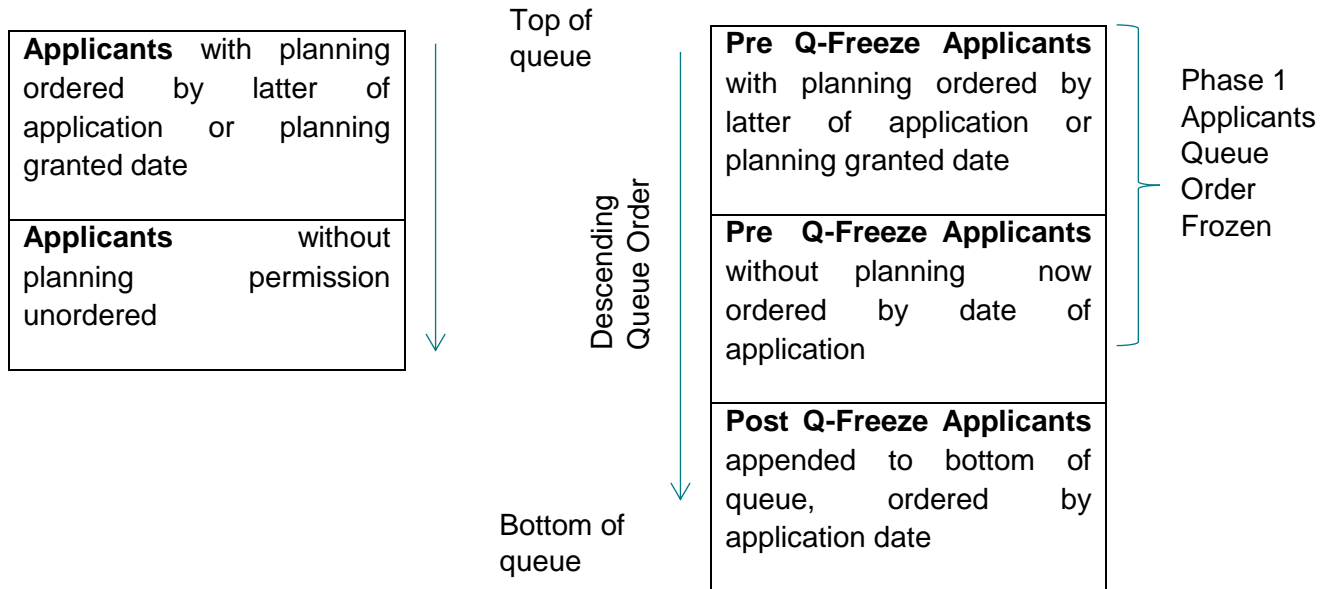 Applicants with planning
ordered by latter of
application or planning
granted date
Applicants without
planning permission
unordered
Top of
queue
Descending
Queue Order
Bottom of
queue
Pre Q-Freeze Applicants
with planning ordered by
latter of application or
planning granted date
Pre Q-Freeze Applicants
without planning now
ordered by date of
application
Post Q-Freeze Applicants
appended to bottom of
queue, ordered by
application date
Phase 1
Applicants
Queue
Order
Frozen